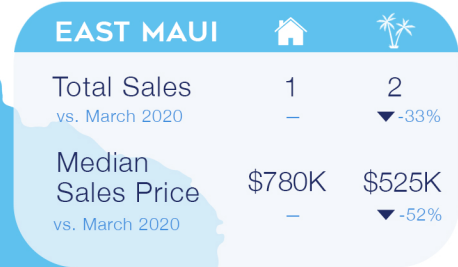 EAST MAUI
Total Sales 1 2
vs. March 2020 – ▼-33%
Median
Sales Price $780K $525K
vs. March 2020 – ▼-52%